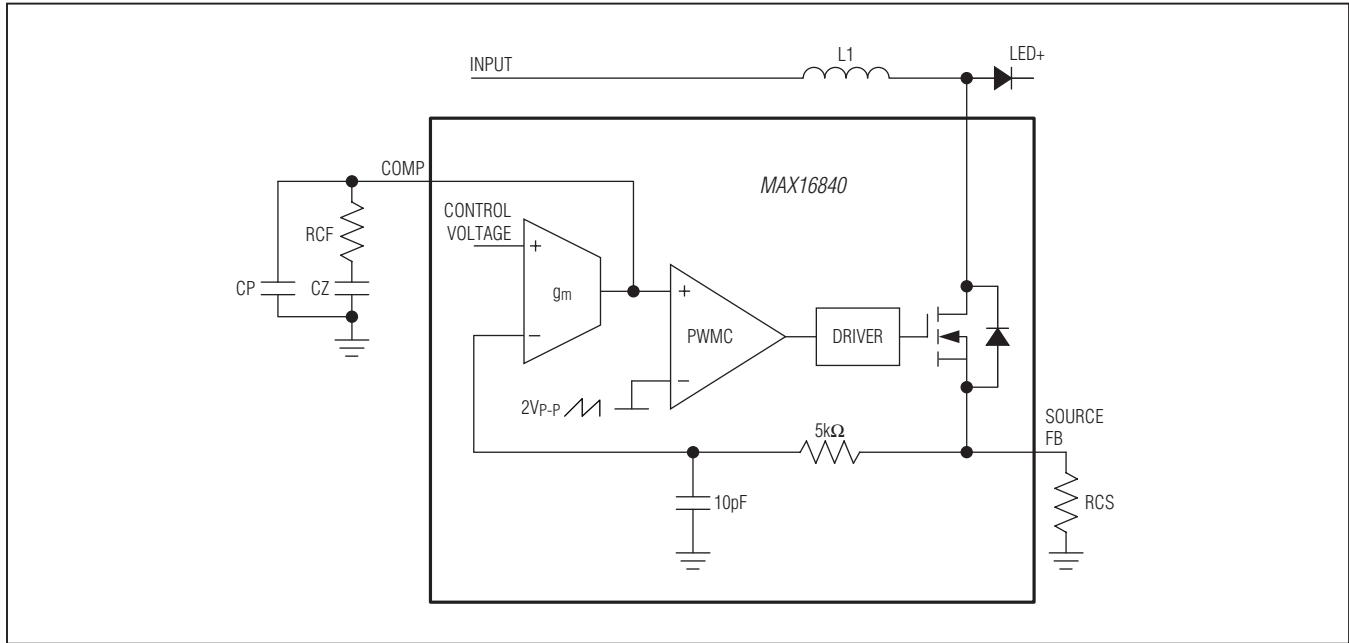 L1
LED+
INPUT
COMP
MAX16840
RCF
CONTROL
VOLTAGE
+
gm
−
CP
CZ
+
PWMC
−
DRIVER
2VP-P
5kΩ
SOURCE
FB
10pF
RCS